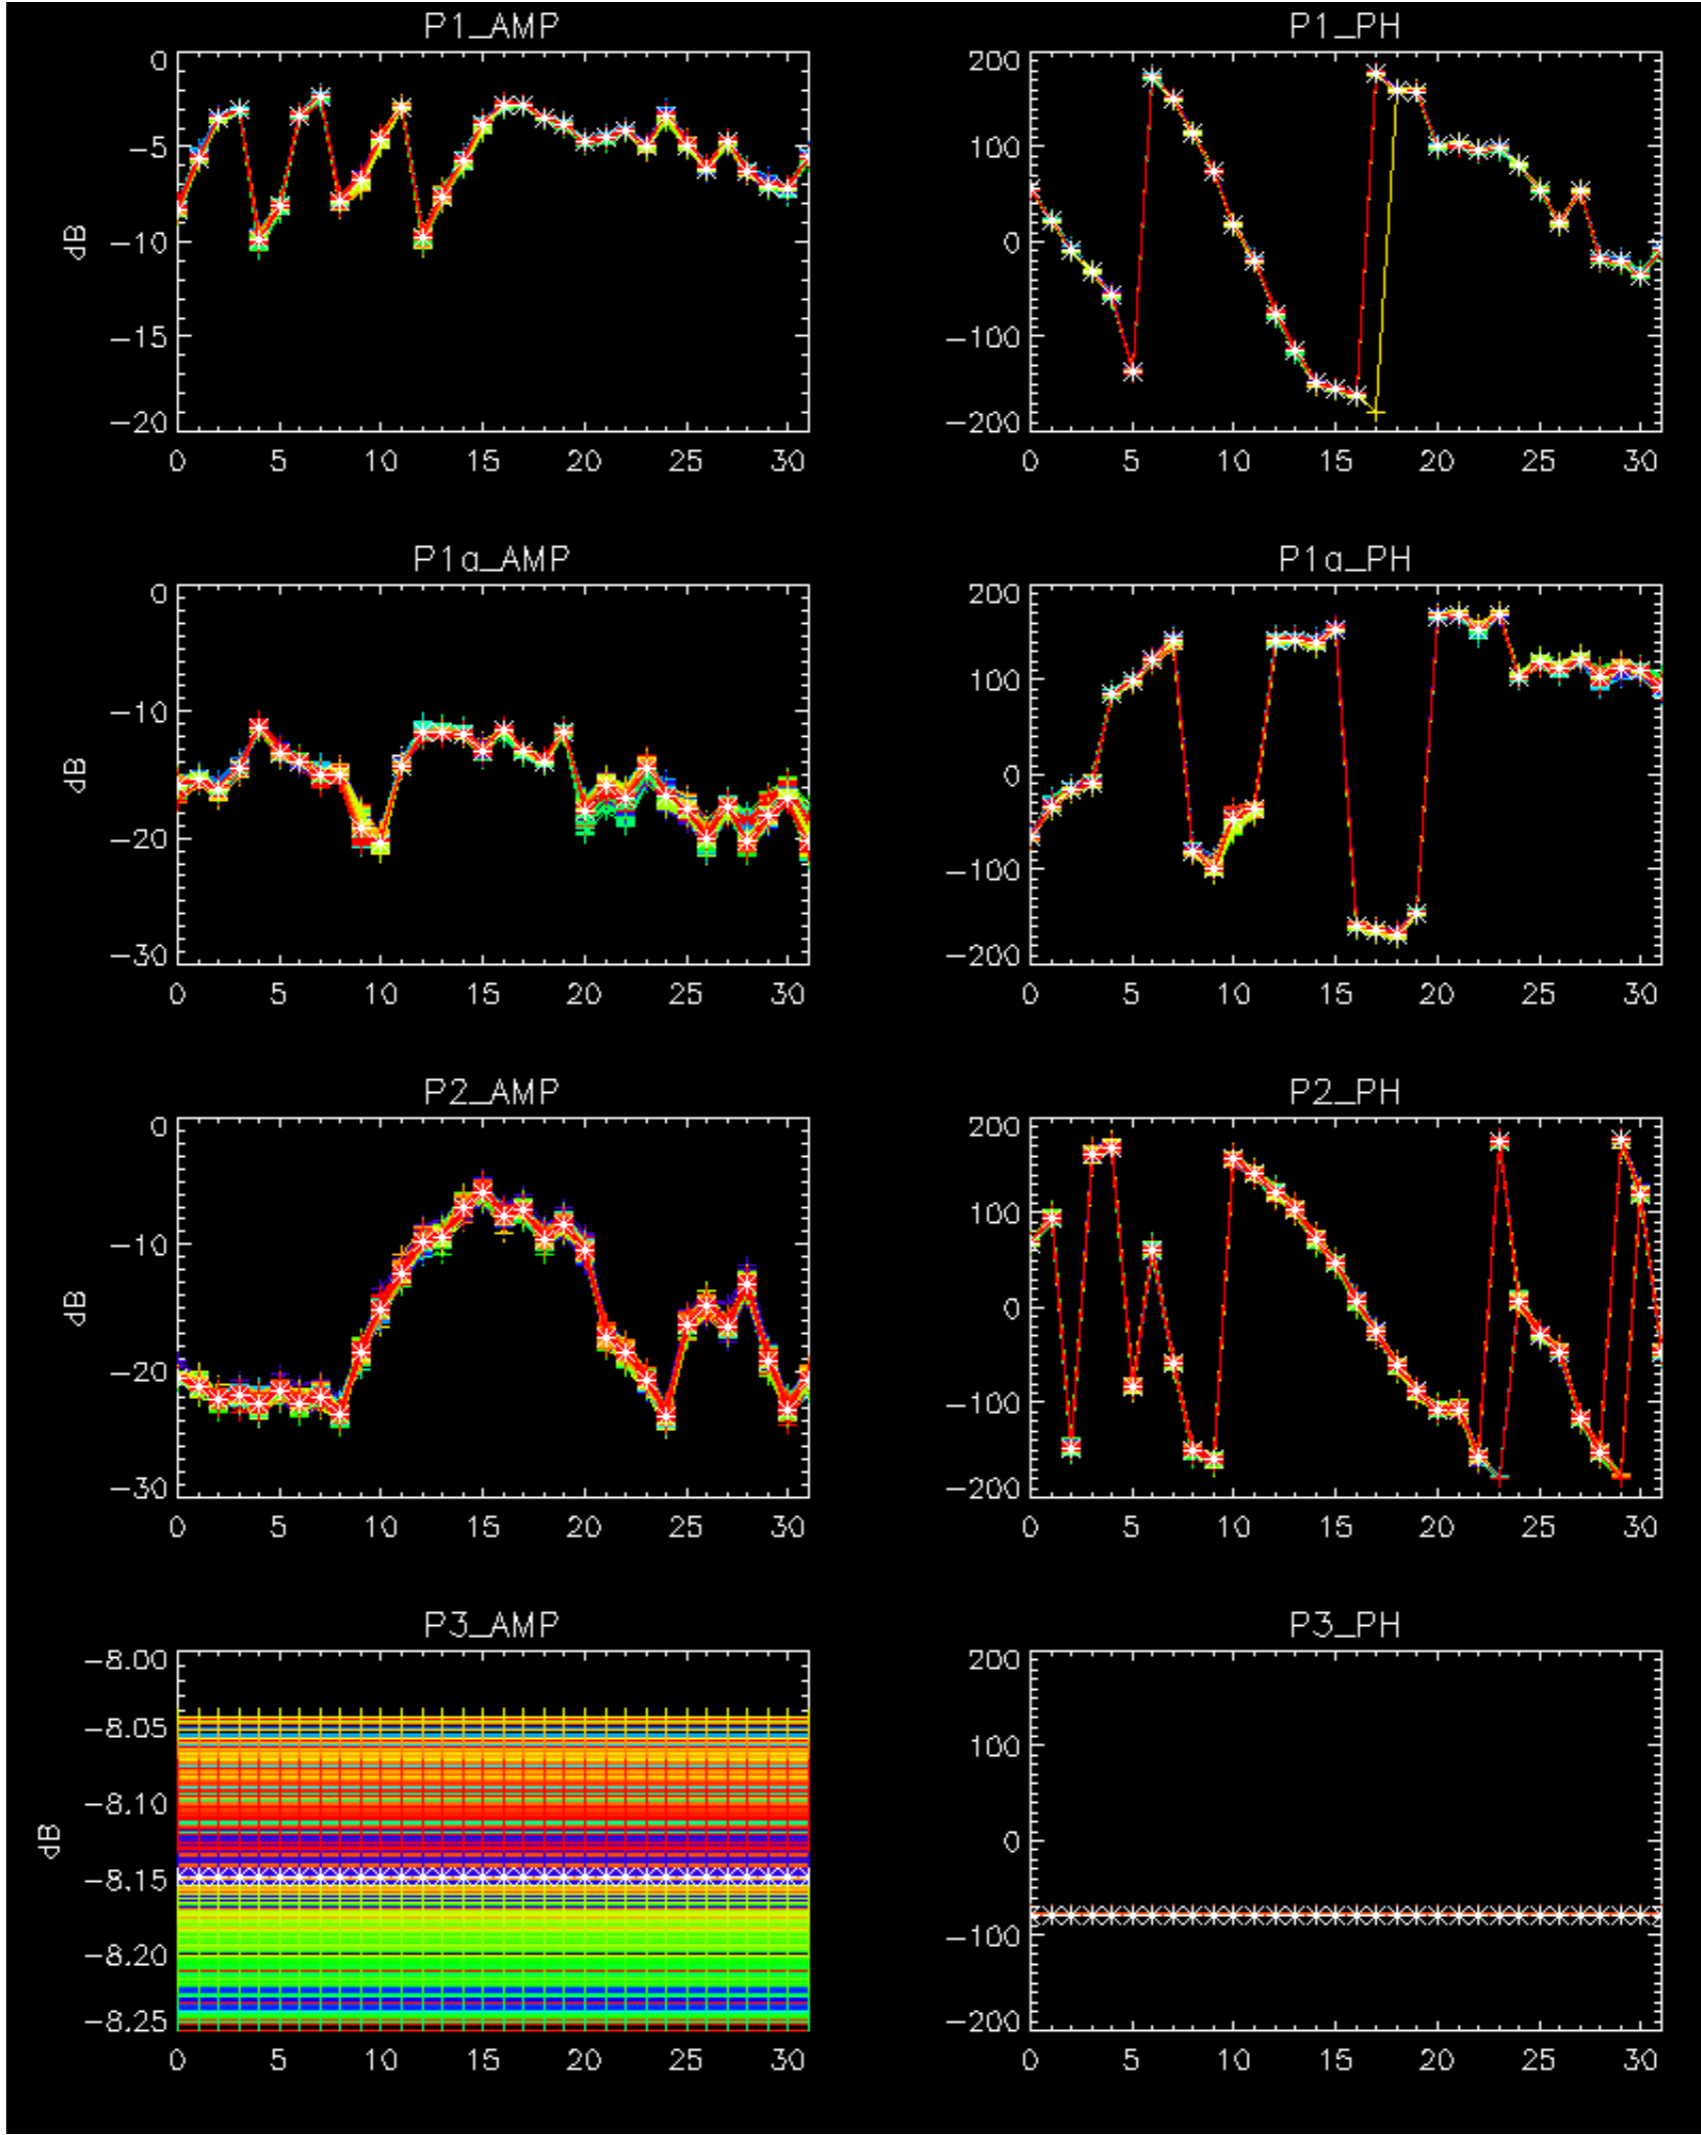 P1_AMP P1_PH
0 200
-5 100
dB -10 0
-15 -100
-20 -200
0 5 10 15 20 25 30 0 5 10 15 20 25 30
P1a_AMP P1a_PH
0 200
-10 100
dB 0
-20 -100
-30 -200
0 5 10 15 20 25 30 0 5 10 15 20 25 30
P2_AMP P2_PH
0 200
-10 100
dB 0
-20 -100
-30 -200
0 5 10 15 20 25 30 0 5 10 15 20 25 30
P3_AMP P3_PH
-8.00 200
-8.05 100
-8.10
dB 0
-8.15
-8.20 -100
-8.25 -200
0 5 10 15 20 25 30 0 5 10 15 20 25 30